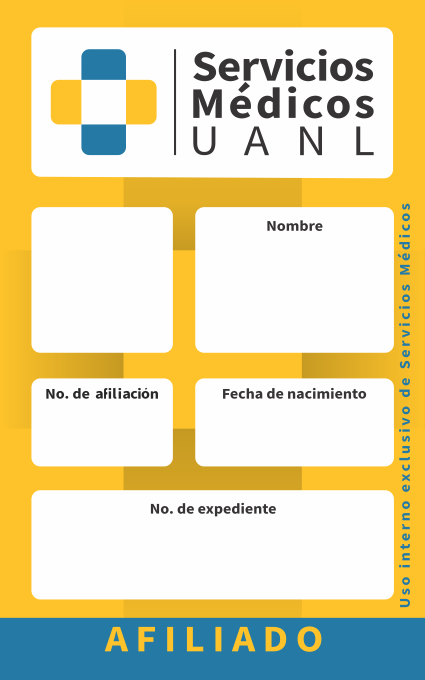 Servicios
Médicos
UANL
Nombre
No. de afiliación
Fecha de nacimiento
No. de expediente
Uso interno exclusivo de Servicios Médicos
AFILIADO